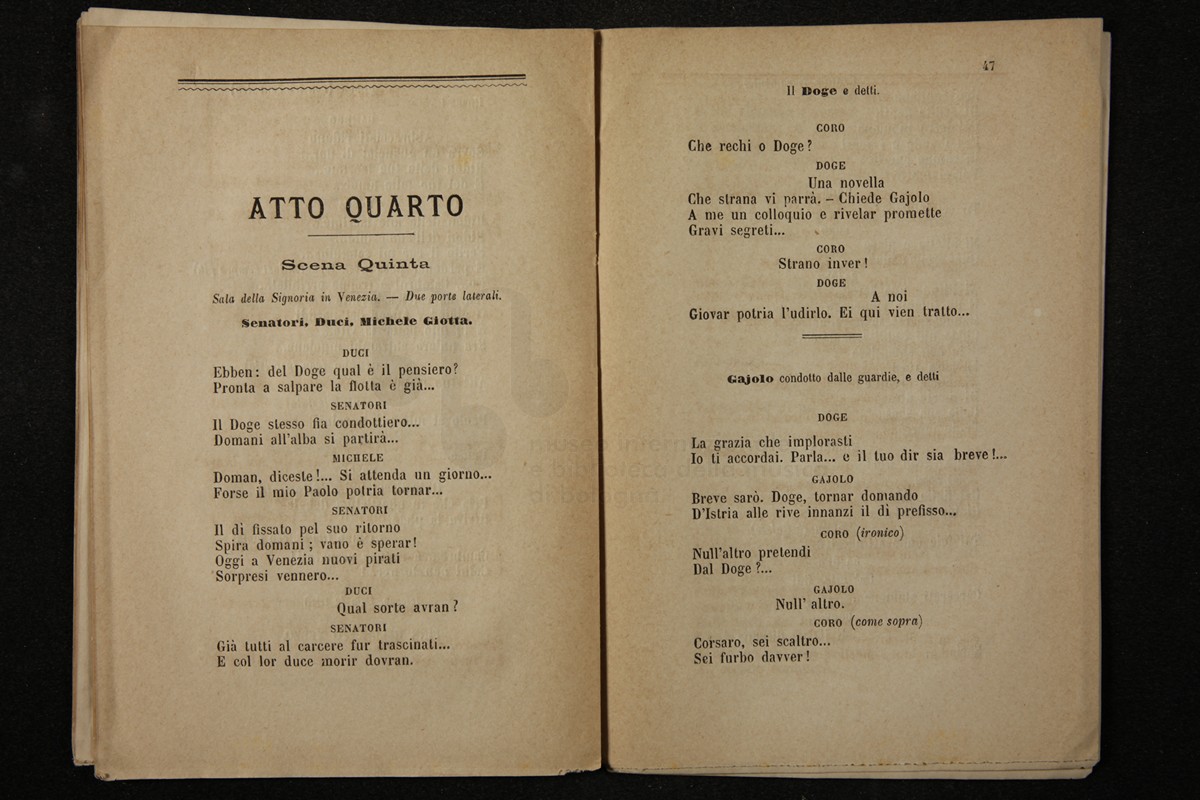 ATTO QUARTO
Scena Quinta
Sala della Signoria in Venezia. — Due porte laterali.
Senatori, Duci, Michele Giotta.
DUCI
Ebben: del Doge qual è il pensiero?
Pronta a salpare la flotta è già...
SENATORI
Il Doge stesso fia condottiero...
Domani all'alba si partirà...
MICHELE
Doman, diceste!... Si attenda un giorno...
Forse il mio Paolo potria tornar...
SENATORI
Il dì fissato pel suo ritorno
Spira domani; vano è sperar!
Oggi a Venezia nuovi pirati
Sorpresi vennero...
DUCI
Qual sorte avran?
SENATORI
Già tutti al carcere fur trascinati...
E col lor duce morir dovran.
47
Il Doge e detti.
CORO
Che rechi o Doge?
DOGE
Una novella
Che strana vi parrà. – Chiede Gajolo
A me un colloquio e rivelar promette
Gravi segreti...
CORO
Strano inver!
DOGE
A noi
Giovar potria l'udirlo. Ei qui vien tratto...
Gajolo condotto dalle guardie, e detti
DOGE
La grazia che implorasti
Io ti accordai. Parla... e il tuo dir sia breve!...
GAJOLO
Breve sarò. Doge, tornar domando
D'Istria alle rive innanzi il dì prefisso...
CORO (ironico)
Null'altro pretendi
Dal Doge?...
GAJOLO
Null' altro.
CORO (come sopra)
Corsaro, sei scaltro...
Sei furbo davver!